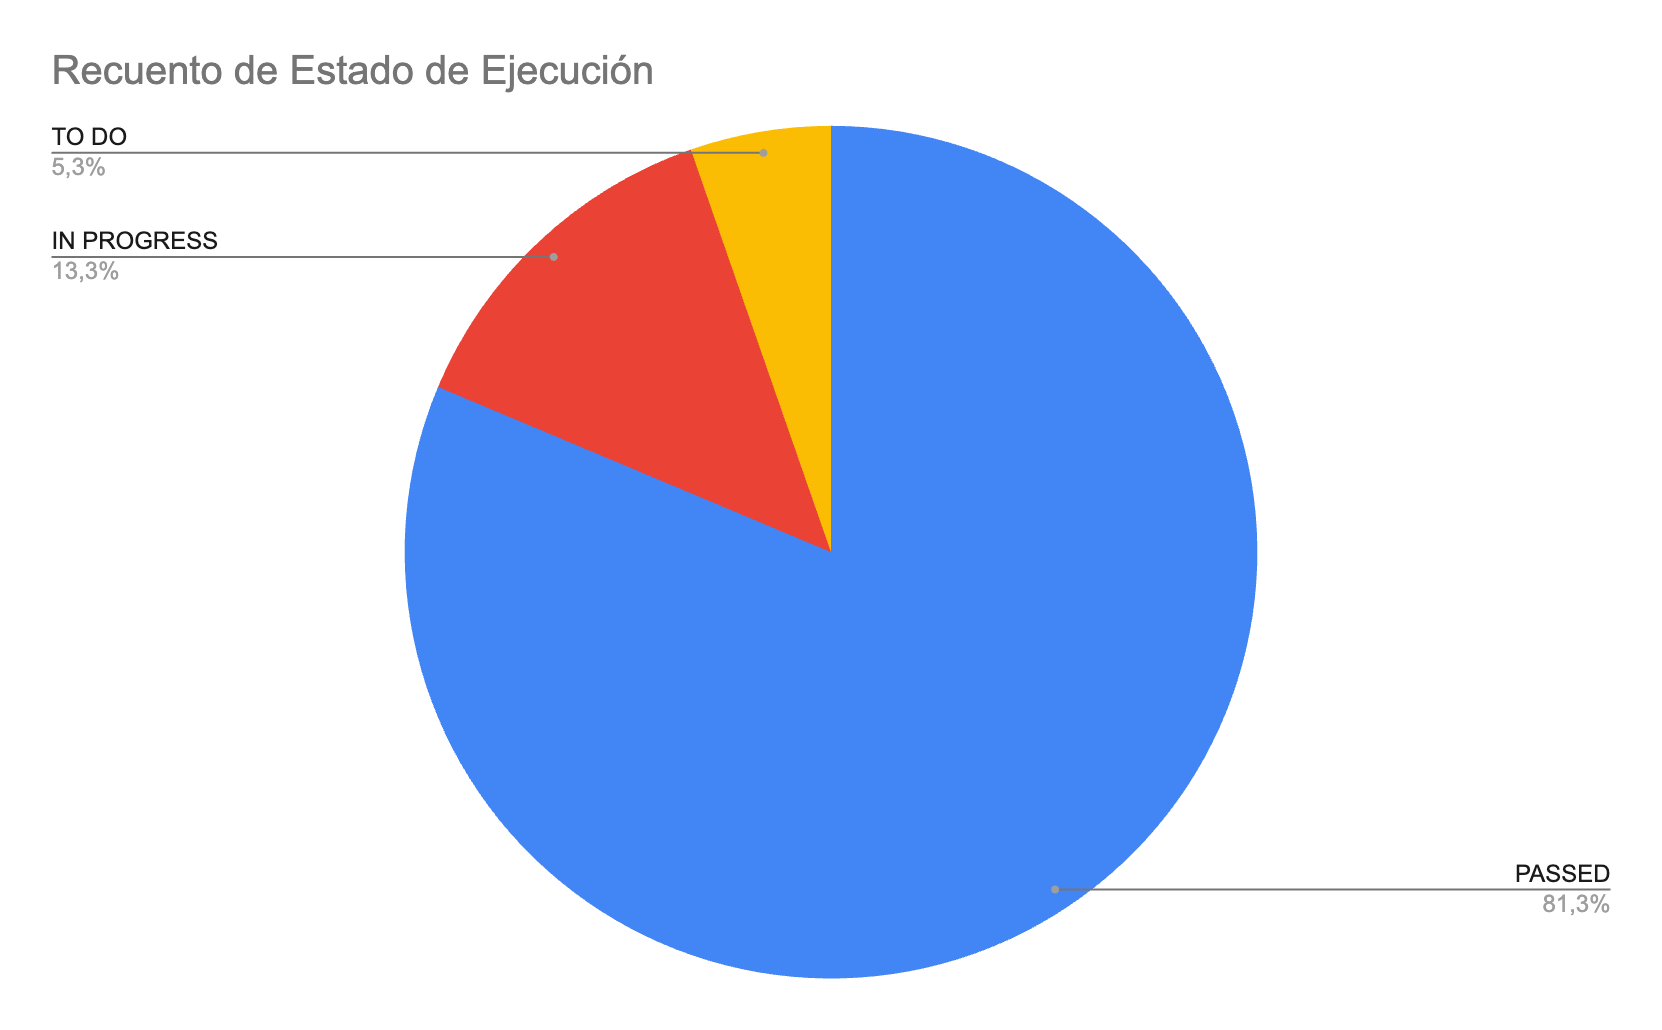 Recuento de Estado de Ejecución
TO DO
5,3%
IN PROGRESS
13,3%
PASSED
81,3%